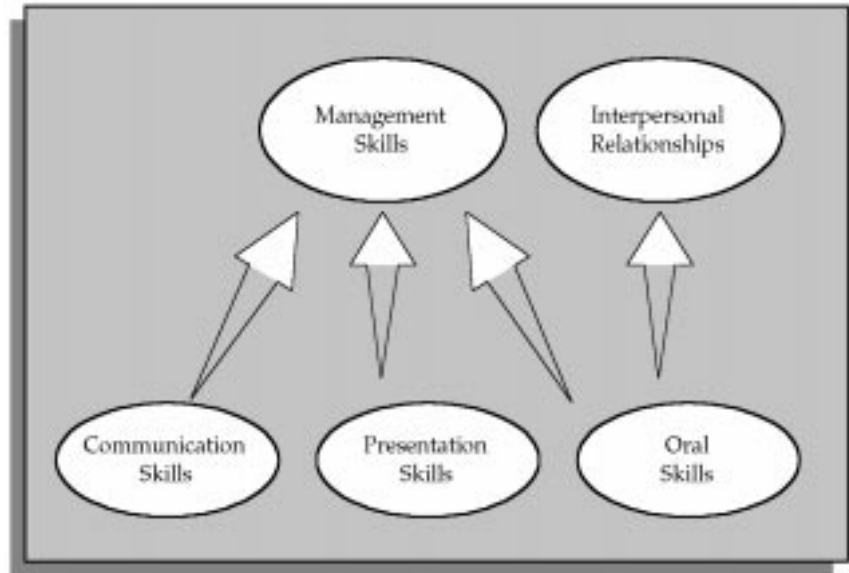 Management
Skills
Interpersonal
Relationships
Communication
Skills
Presentation
Skills
Oral
Skills